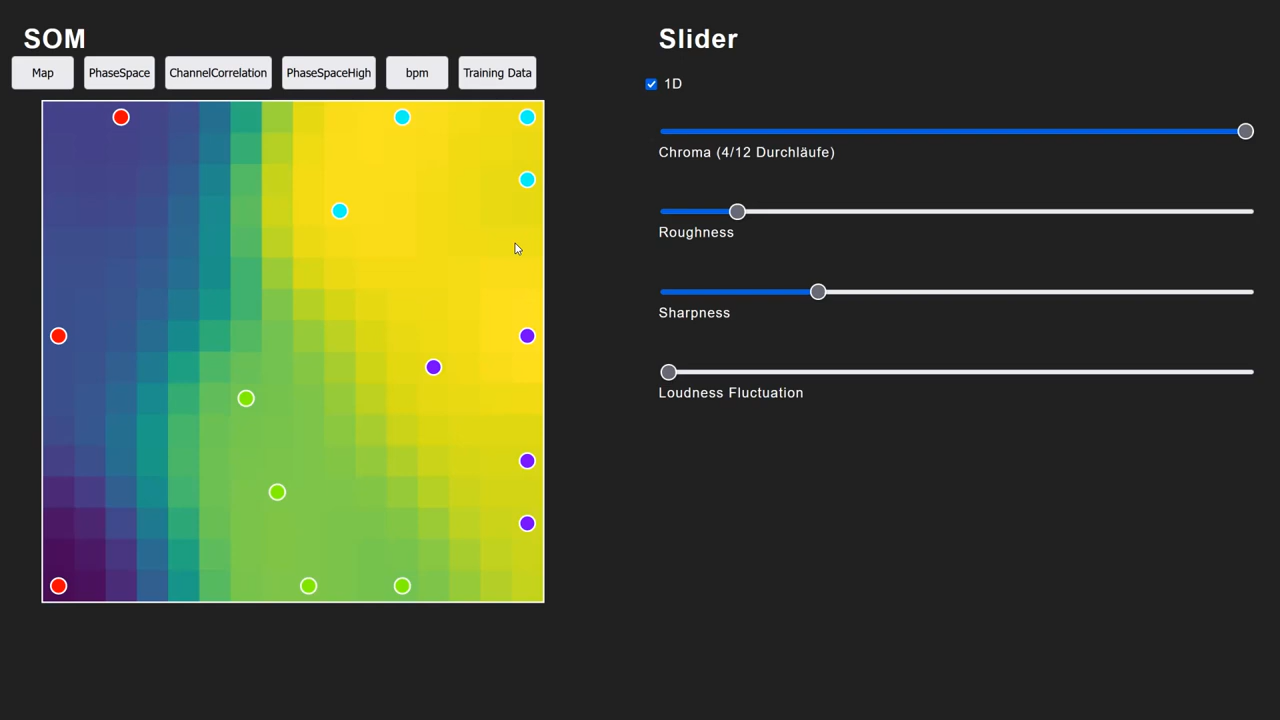 SOM
Map PhaseSpace ChannelCorrelation PhaseSpaceHigh bpm Training Data
Slider
1D
Chroma (4/12 Durchläufe)
Roughness
Sharpness
Loudness Fluctuation